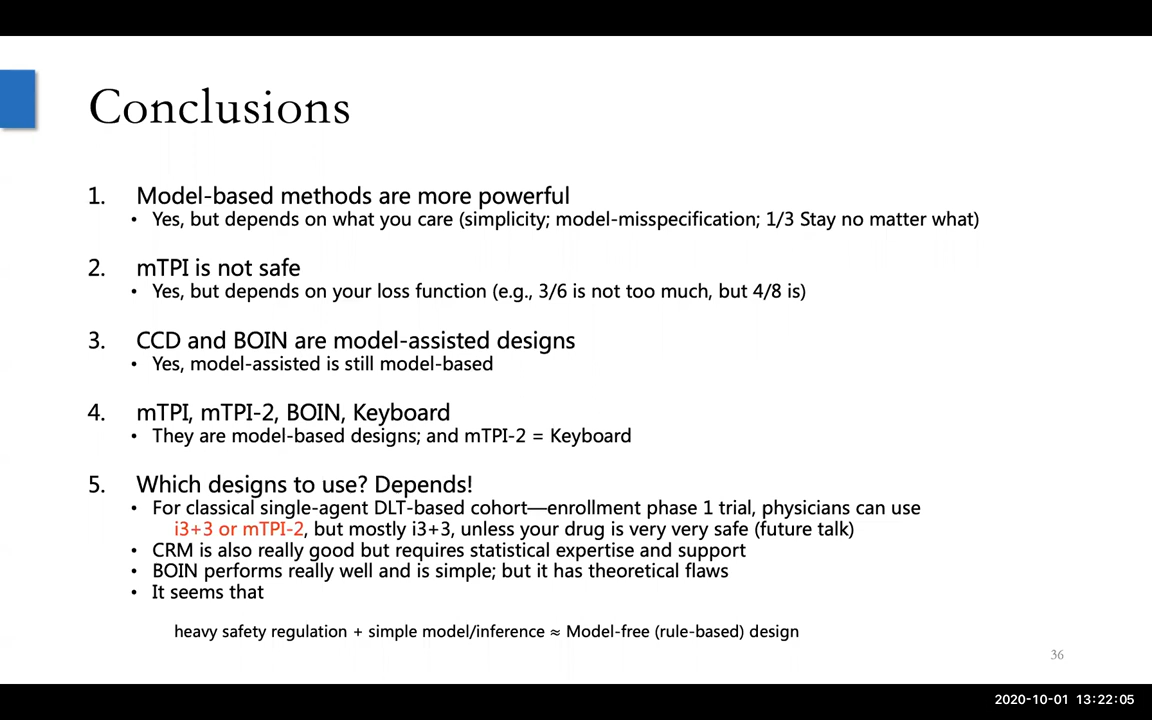 Conclusions
1. Model-based methods are more powerful
• Yes, but depends on what you care (simplicity; model-misspecification; 1/3 Stay no matter what)
2. mTPI is not safe
• Yes, but depends on your loss function (e.g., 3/6 is not too much, but 4/8 is)
3. CCD and BOIN are model-assisted designs
• Yes, model-assisted is still model-based
4. mTPI, mTPI-2, BOIN, Keyboard
• They are model-based designs; and mTPI-2 = Keyboard
5. Which designs to use? Depends!
• For classical single-agent DLT-based cohort—enrollment phase 1 trial, physicians can use
i3+3 or mTPI-2, but mostly i3+3, unless your drug is very very safe (future talk)
• CRM is also really good but requires statistical expertise and support
• BOIN performs really well and is simple; but it has theoretical flaws
• It seems that
heavy safety regulation + simple model/inference ≈ Model-free (rule-based) design
36
2020-10-01 13:22:05